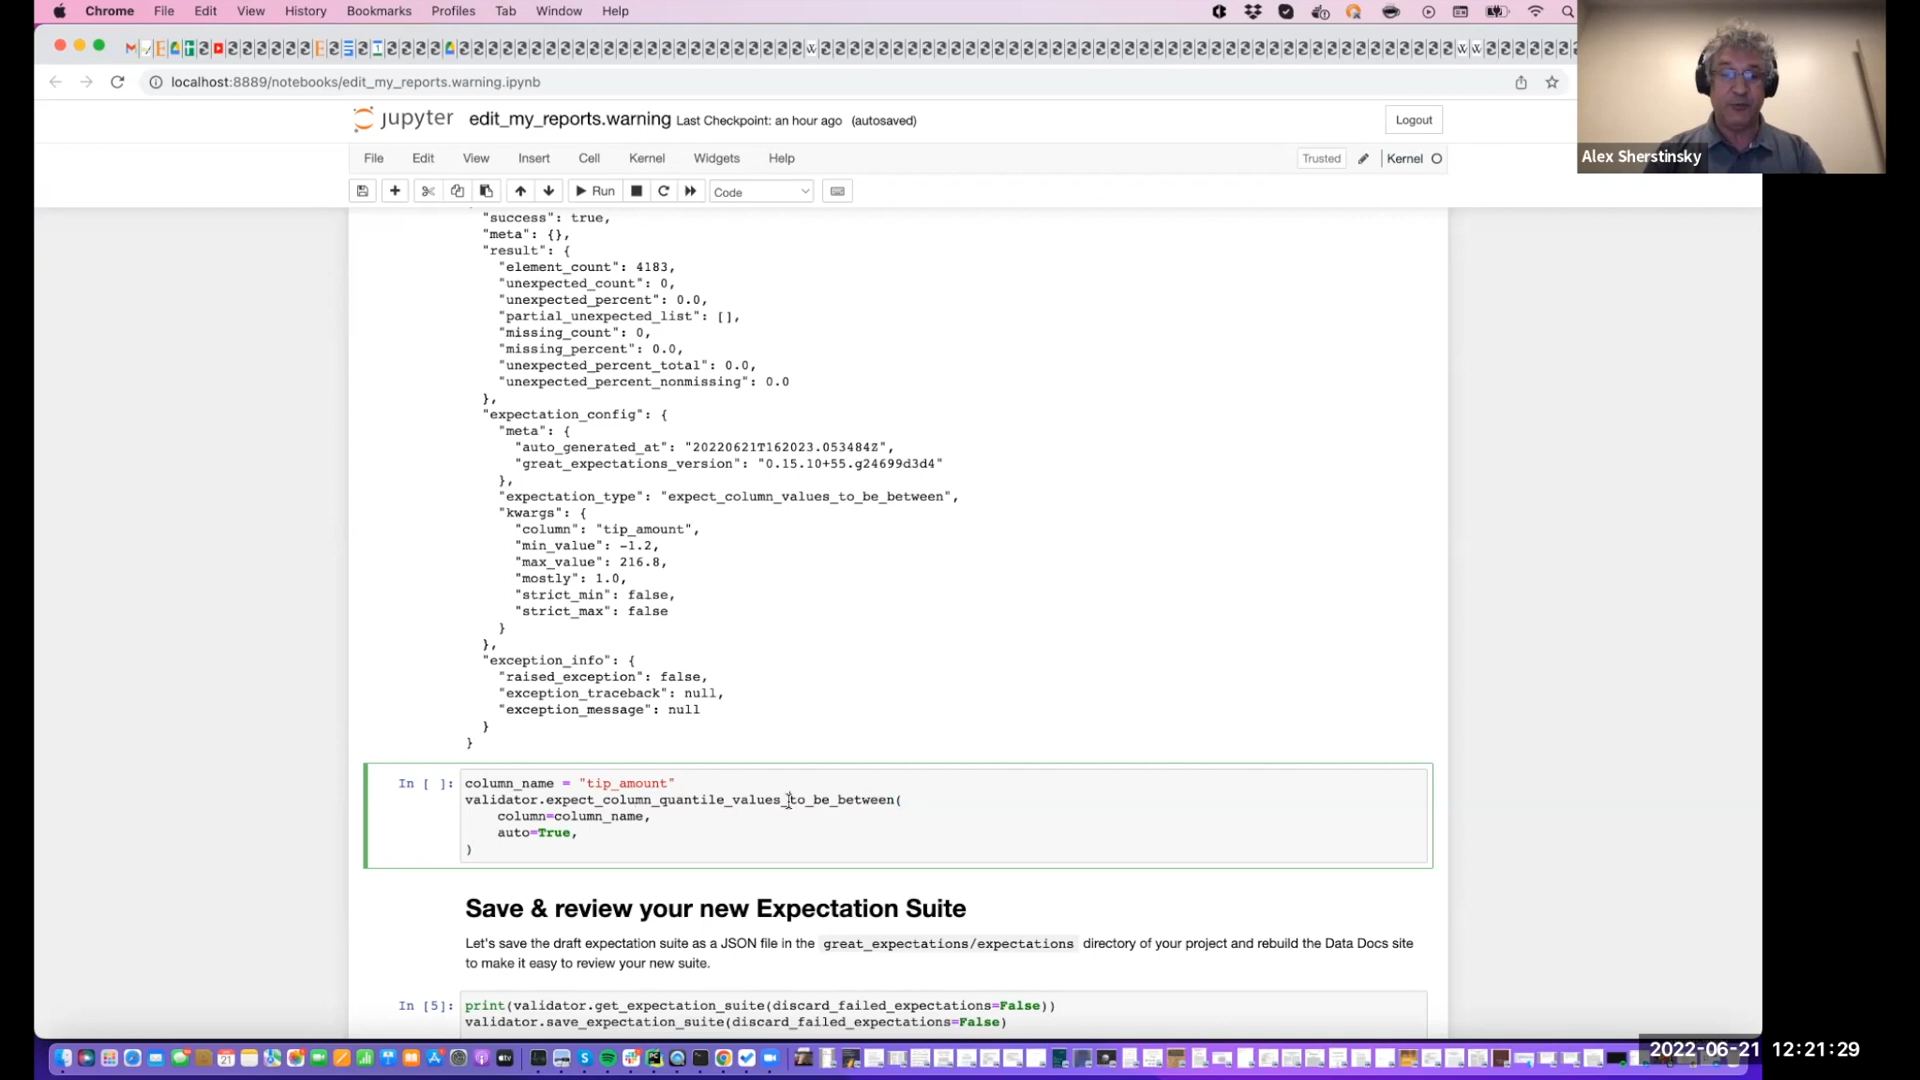 Chrome File Edit View History Bookmarks Profiles Tab Window Help
localhost:8889/notebooks/edit_my_reports.warning.ipynb
jupyter edit_my_reports.warning Last Checkpoint: an hour ago (autosaved)
Logout
File Edit View Insert Cell Kernel Widgets Help
Trusted
Kernel
Run
Code
Alex Sherstinsky
"success": true,
"meta": {},
"result": {
"element_count": 4183,
"unexpected_count": 0,
"unexpected_percent": 0.0,
"partial_unexpected_list": [],
"missing_count": 0,
"missing_percent": 0.0,
"unexpected_percent_total": 0.0,
"unexpected_percent_nonmissing": 0.0
},
"expectation_config": {
"meta": {
"auto_generated_at": "20220621T162023.053484Z",
"great_expectations_version": "0.15.10+55.g24699d3d4"
},
"expectation_type": "expect_column_values_to_be_between",
"kwargs": {
"column": "tip_amount",
"min_value": -1.2,
"max_value": 216.8,
"mostly": 1.0,
"strict_min": false,
"strict_max": false
}
},
"exception_info": {
"raised_exception": false,
"exception_traceback": null,
"exception_message": null
}
}
In [ ]: column_name = "tip_amount"
validator.expect_column_quantile_values_to_be_between(
column=column_name,
auto=True,
)
Save & review your new Expectation Suite
Let's save the draft expectation suite as a JSON file in the great_expectations/expectations directory of your project and rebuild the Data Docs site
to make it easy to review your new suite.
In [5]: print(validator.get_expectation_suite(discard_failed_expectations=False))
validator.save_expectation_suite(discard_failed_expectations=False)
2022-06-21 12:21:29